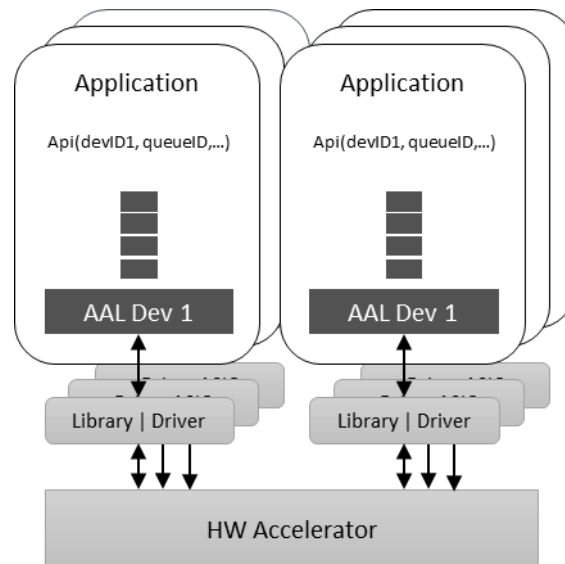 Application
Application
Api(devID1, queueID,...)
Api(devID1, queueID,...)
AAL Dev 1
AAL Dev 1
Library | Driver
Library | Driver
HW Accelerator